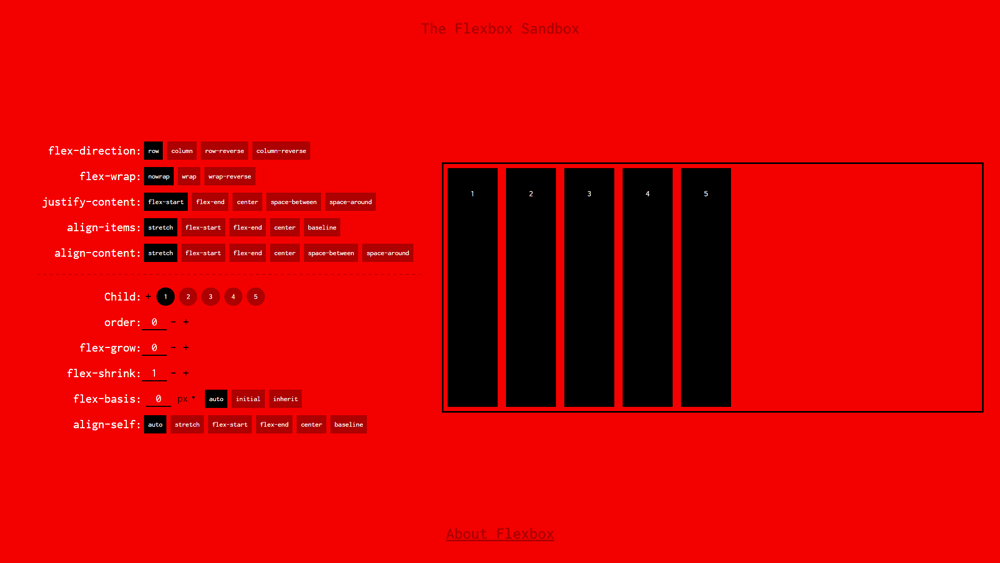 The Flexbox Sandbox
flex-direction: row column row-reverse column-reverse
flex-wrap: nowrap wrap wrap-reverse
justify-content: flex-start flex-end center space-between space-around
align-items: stretch flex-start flex-end center baseline
align-content: stretch flex-start flex-end center space-between space-around
Child: + 1 2 3 4 5
order: 0 - +
flex-grow: 0 - +
flex-shrink: 1 - +
flex-basis: 0 px auto initial inherit
align-self: auto stretch flex-start flex-end center baseline
1 2 3 4 5
About Flexbox